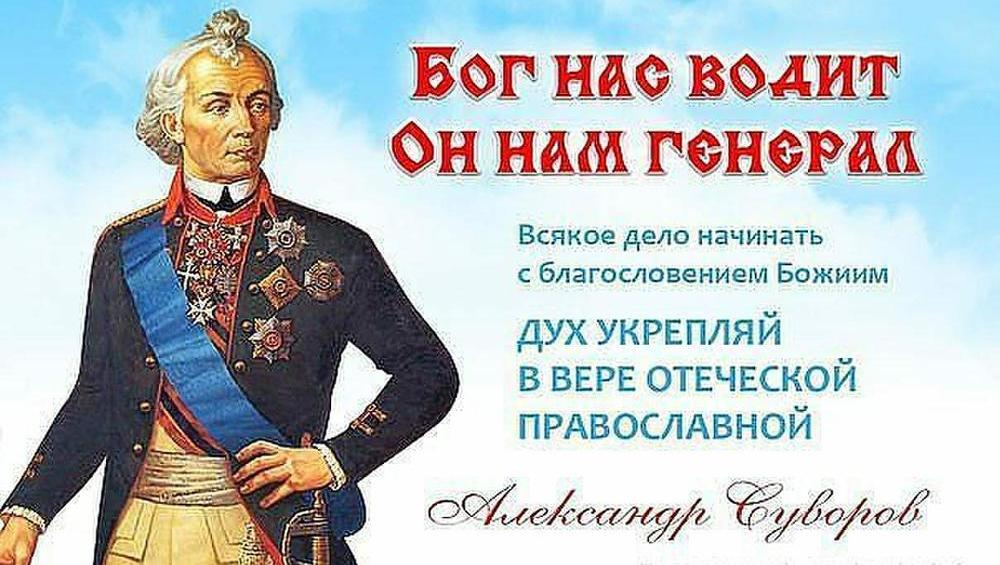 Бог нас водит
Он нам генерал
Всякое дело начинать
с благословением Божиим
ДУХ УКРЕПЛЯЙ
В ВЕРЕ ОТЕЧЕСКОЙ
ПРАВОСЛАВНОЙ
Александр Суворов